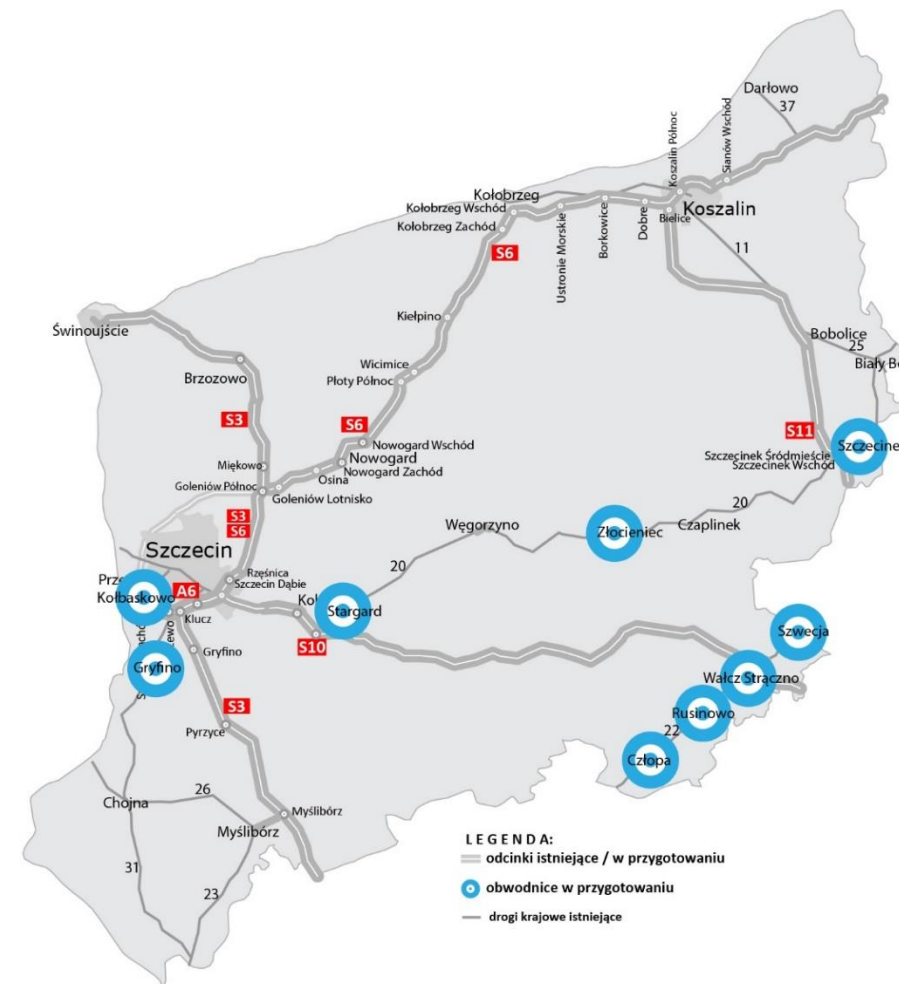 Darłowo
37
Sianów Wschód
Koszalin Północ
Koszalin
Bielice
Dobre
Borkowice
Ustronie Morskie
Kołobrzeg
Kołobrzeg Wschód
Kołobrzeg Zachód
S6
11
Kiełpino
Świnoujście
Bobolice
25
Wicimice
Płoty Północ
Brzozowo
S3
S6
S11
Nowogard Wschód
Nowogard
Nowogard Zachód
Szczecinek Śródmieście
Szczecinek Wschód
Miękowo
Osina
Goleniów Północ
Goleniów Lotnisko
20
S3
S6
Węgorzyno
Złocieniec
Czaplinek
Szczecin
20
Rzęśnica
Szczecin Dąbie
Kołbaskowo
A6
Klucz
Stargard
S10
Szwecja
Gryfino
Gryfino
Wałcz Strączno
S3
Rusinowo
22
Pyrzyce
Człopa
26
Chojna
Myślibórz
Myślibórz
31
23
LEGENDA:
odcinki istniejące / w przygotowaniu
obwodnice w przygotowaniu
drogi krajowe istniejące